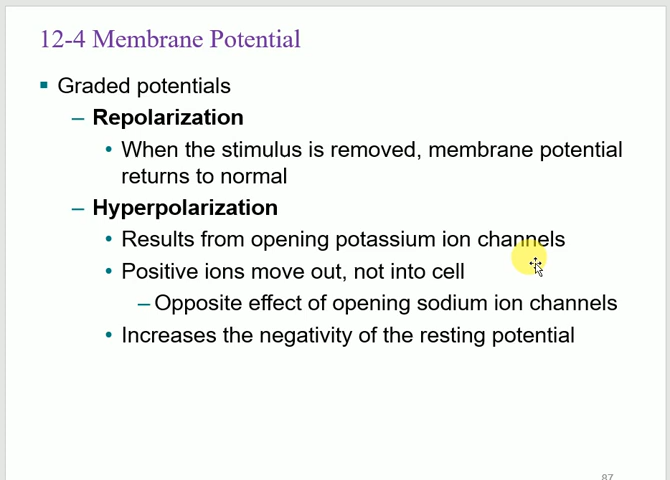 12-4 Membrane Potential
▪ Graded potentials
– Repolarization
• When the stimulus is removed, membrane potential
returns to normal
– Hyperpolarization
• Results from opening potassium ion channels
• Positive ions move out, not into cell
– Opposite effect of opening sodium ion channels
• Increases the negativity of the resting potential
87